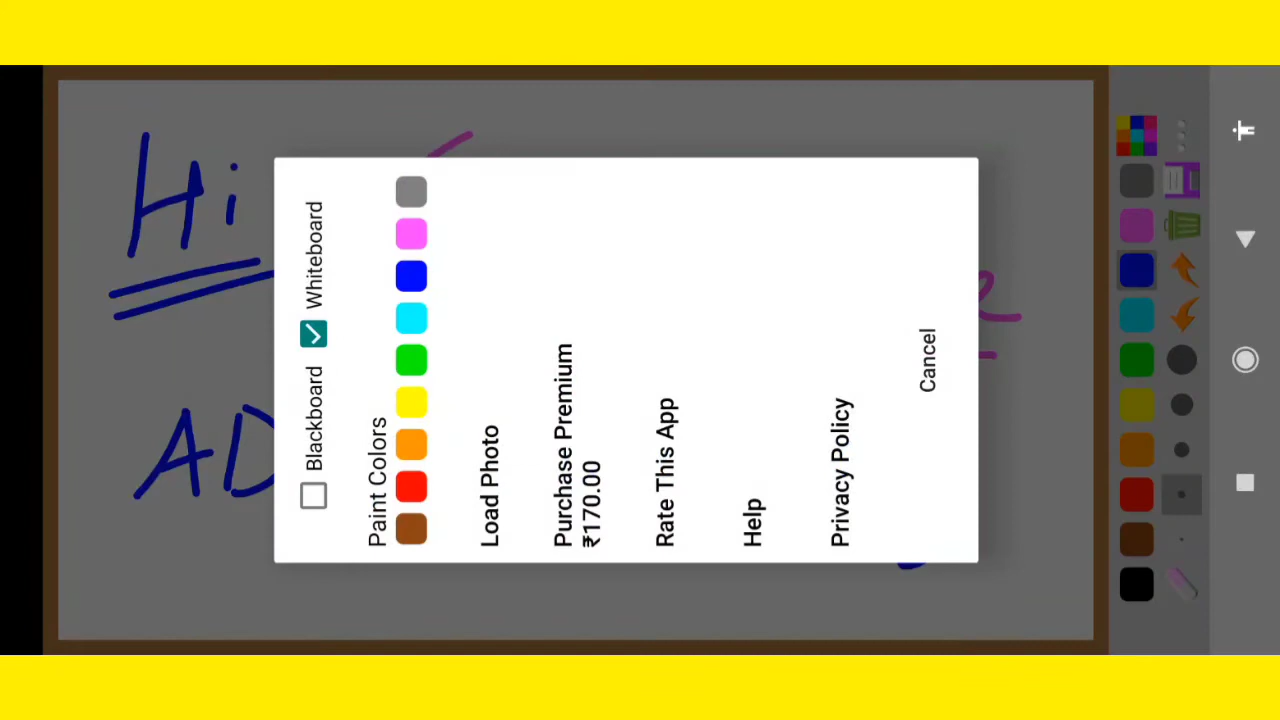 Hi
AD
Blackboard Whiteboard
Paint Colors
Load Photo
Purchase Premium
₹170.00
Rate This App
Help
Privacy Policy
Cancel